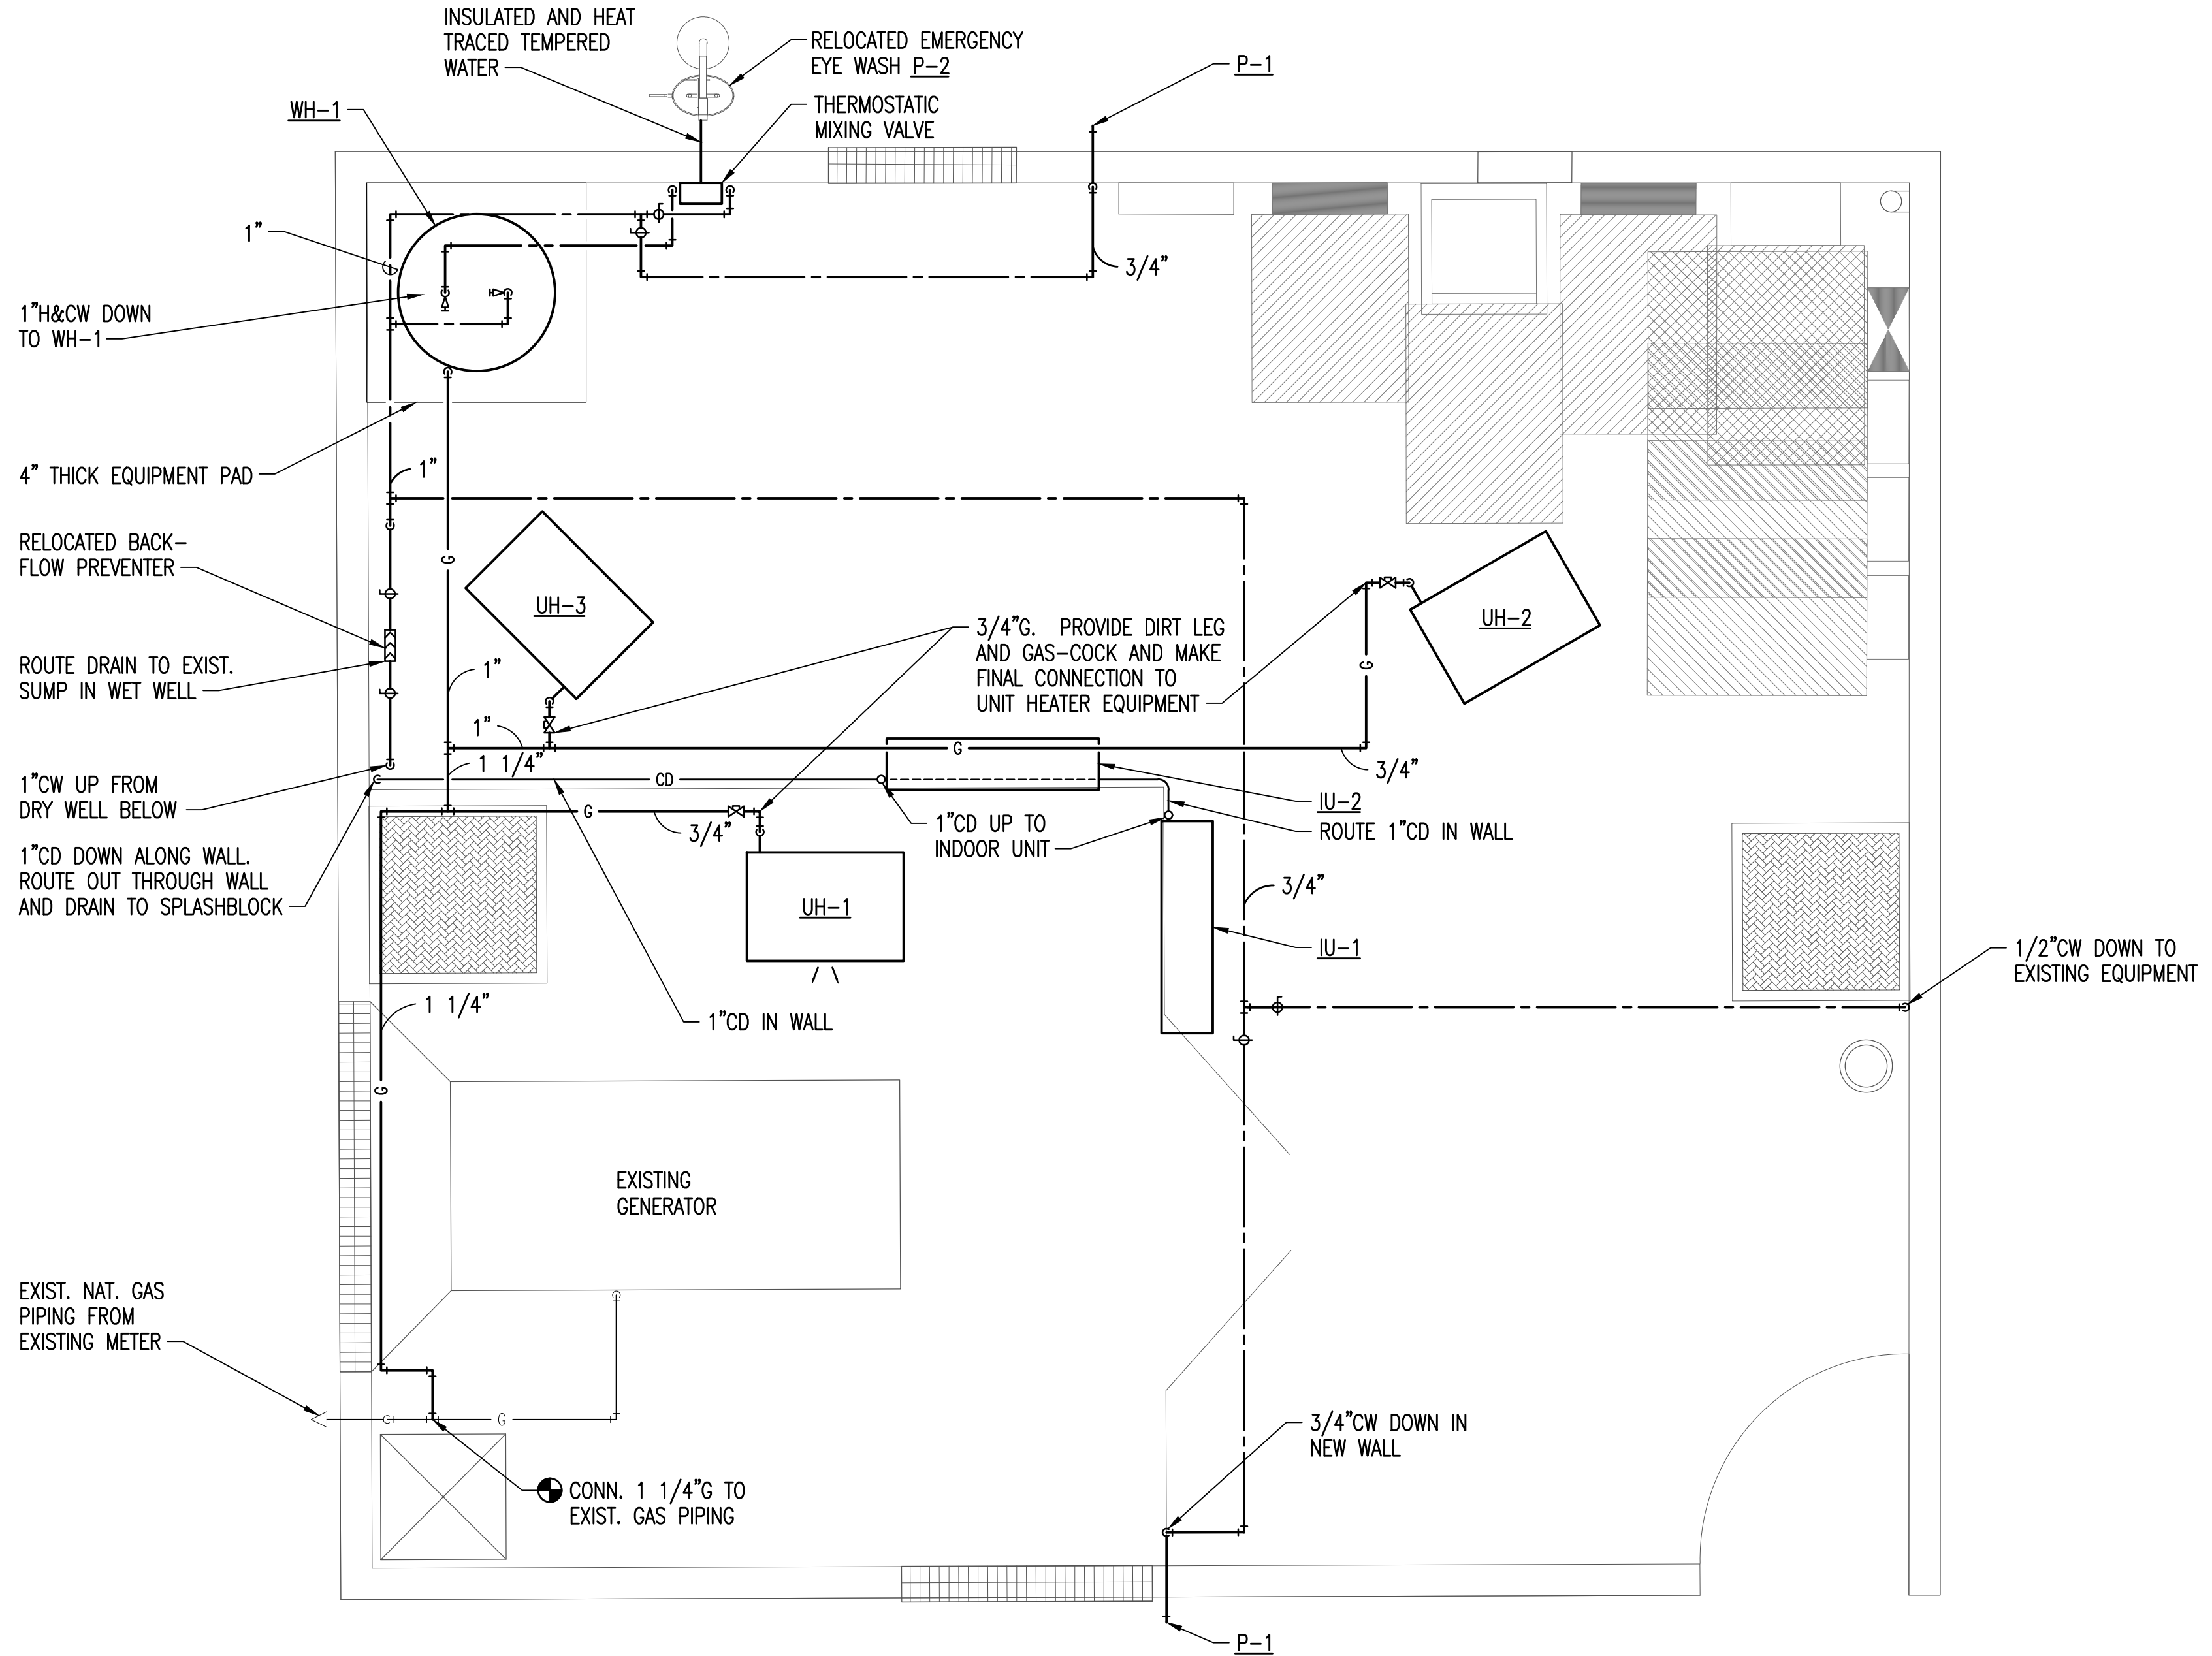 INSULATED AND HEAT
TRACED TEMPERED
WATER
RELOCATED EMERGENCY
EYE WASH P-2
P-1
THERMOSTATIC
MIXING VALVE
WH-1
1"
3/4"
1"H&CW DOWN
TO WH-1
4" THICK EQUIPMENT PAD
1"
RELOCATED BACK-
FLOW PREVENTER
G
UH-3
UH-2
3/4"G. PROVIDE DIRT LEG
AND GAS-COCK AND MAKE
FINAL CONNECTION TO
UNIT HEATER EQUIPMENT
G
ROUTE DRAIN TO EXIST.
SUMP IN WET WELL
1"
1"
1 1/4"
G
3/4"
1"CW UP FROM
DRY WELL BELOW
CD
IU-2
G
3/4"
1"CD UP TO
INDOOR UNIT
ROUTE 1"CD IN WALL
1"CD DOWN ALONG WALL.
ROUTE OUT THROUGH WALL
AND DRAIN TO SPLASHBLOCK
UH-1
3/4"
IU-1
1/2"CW DOWN TO
EXISTING EQUIPMENT
1 1/4"
1"CD IN WALL
G
EXISTING
GENERATOR
EXIST. NAT. GAS
PIPING FROM
EXISTING METER
G
3/4"CW DOWN IN
NEW WALL
CONN. 1 1/4"G TO
EXIST. GAS PIPING
P-1